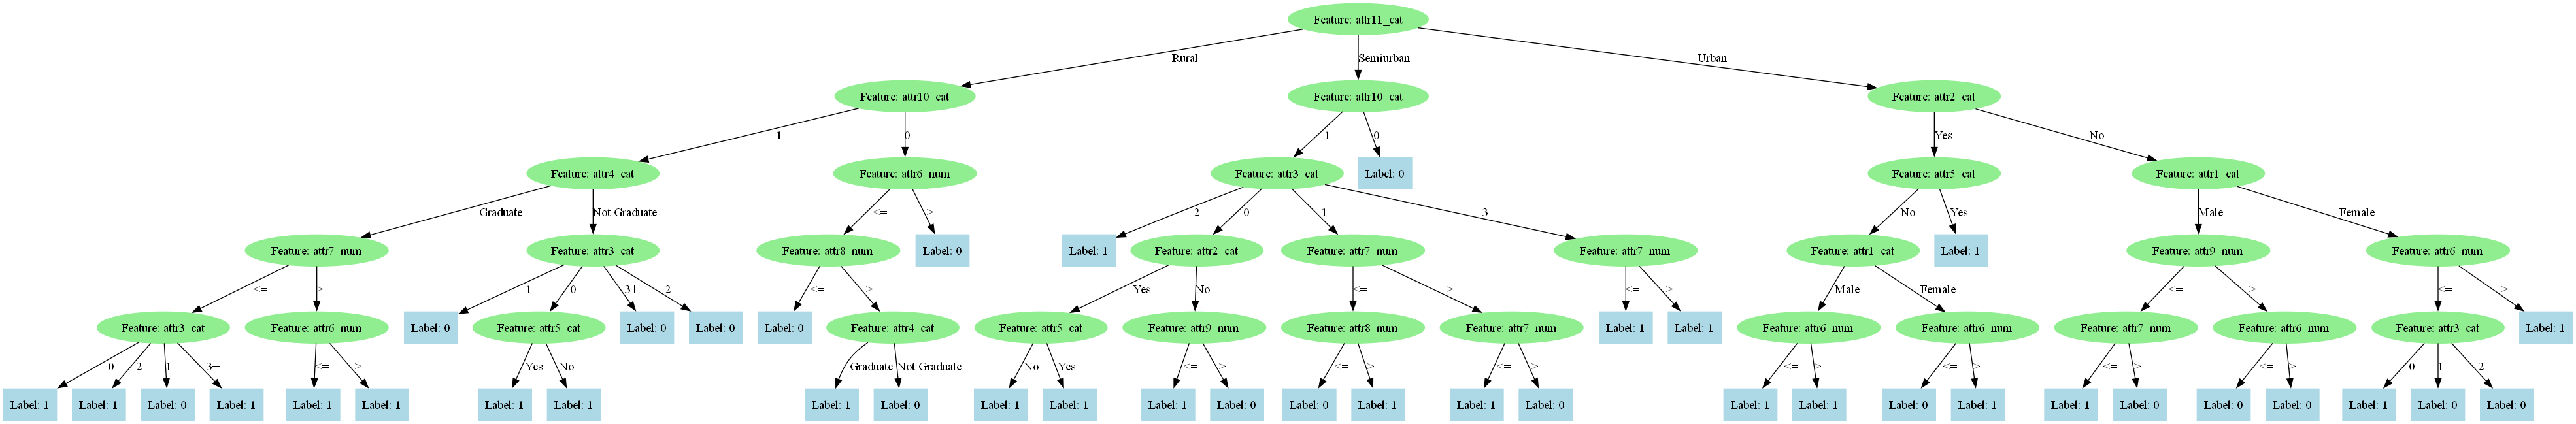 Feature: attr11_cat
Rural
Semiurban
Urban
Feature: attr10_cat
Feature: attr10_cat
Feature: attr2_cat
1
0
1
0
Yes
No
Feature: attr4_cat
Feature: attr6_num
Feature: attr3_cat
Label: 0
Feature: attr5_cat
Feature: attr1_cat
Graduate
Not Graduate
<=
>
2
0
1
3+
No
Yes
Male
Female
Feature: attr7_num
Feature: attr3_cat
Feature: attr8_num
Label: 0
Label: 1
Feature: attr2_cat
Feature: attr7_num
Feature: attr7_num
Feature: attr1_cat
Label: 1
Feature: attr9_num
Feature: attr6_num
<=
>
1
0
3+
2
<=
>
Yes
No
<=
>
<=
>
Male
Female
<=
>
<=
>
Feature: attr3_cat
Feature: attr6_num
Label: 0
Feature: attr5_cat
Label: 0
Label: 0
Label: 0
Feature: attr4_cat
Feature: attr5_cat
Feature: attr9_num
Feature: attr8_num
Feature: attr7_num
Label: 1
Label: 1
Feature: attr6_num
Feature: attr6_num
Feature: attr7_num
Feature: attr6_num
Feature: attr3_cat
Label: 1
0
2
1
3+
<=
>
Yes
No
Graduate
Not Graduate
No
Yes
<=
>
<=
>
<=
>
<=
>
<=
>
<=
>
<=
>
0
1
2
Label: 1
Label: 1
Label: 0
Label: 1
Label: 1
Label: 1
Label: 1
Label: 1
Label: 1
Label: 0
Label: 1
Label: 1
Label: 1
Label: 0
Label: 0
Label: 1
Label: 1
Label: 0
Label: 1
Label: 1
Label: 0
Label: 1
Label: 1
Label: 0
Label: 0
Label: 0
Label: 1
Label: 0
Label: 0